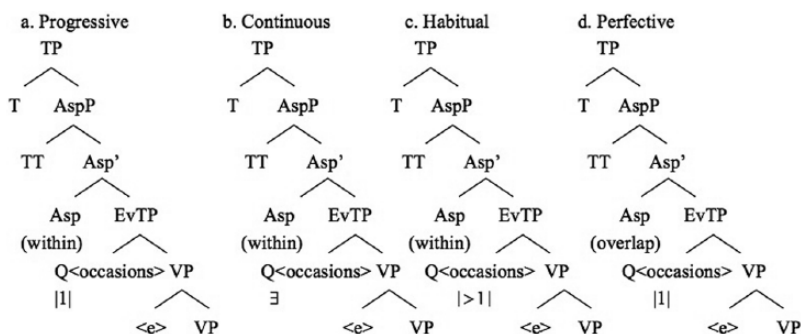 a. Progressive b. Continuous c. Habitual d. Perfective
TP TP TP TP
T AspP T AspP T AspP T AspP
TT Asp’ TT Asp’ TT Asp’ TT Asp’
Asp EvTP Asp EvTP Asp EvTP Asp EvTP
(within) (within) (within) (overlap)
Q<occasions> VP Q<occasions> VP Q<occasions> VP Q<occasions> VP
|1| ∃ |>1| |1|
<e> VP <e> VP <e> VP <e> VP